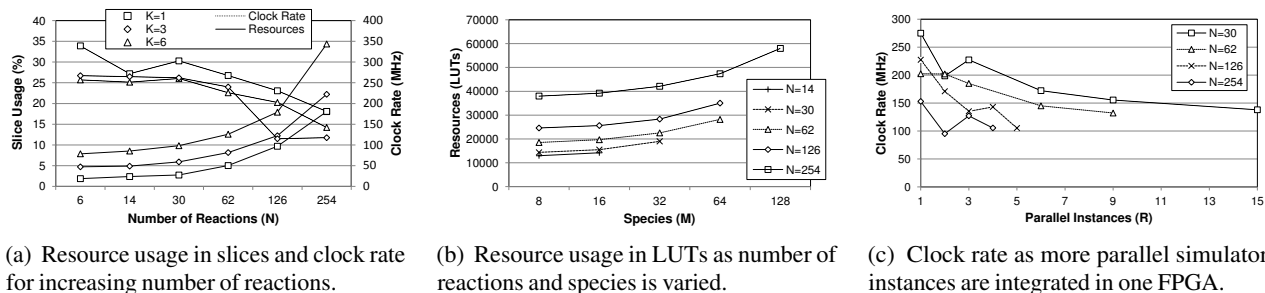 K=1
K=3
K=6
Clock Rate
Resources
Slice Usage (%)
40
35
30
25
20
15
10
5
0
400
350
300
250
200
150
100
50
0
Clock Rate (MHz)
6 14 30 62 126 254
Number of Reactions (N)
Resources (LUTs)
70000
60000
50000
40000
30000
20000
10000
0
N=14
N=30
N=62
N=126
N=254
8 16 32 64 128
Species (M)
Clock Rate (MHz)
300
250
200
150
100
50
0
N=30
N=62
N=126
N=254
1 3 5 7 9 11 13 15
Parallel Instances (R)
(a) Resource usage in slices and clock rate
for increasing number of reactions.
(b) Resource usage in LUTs as number of
reactions and species is varied.
(c) Clock rate as more parallel simulator
instances are integrated in one FPGA.